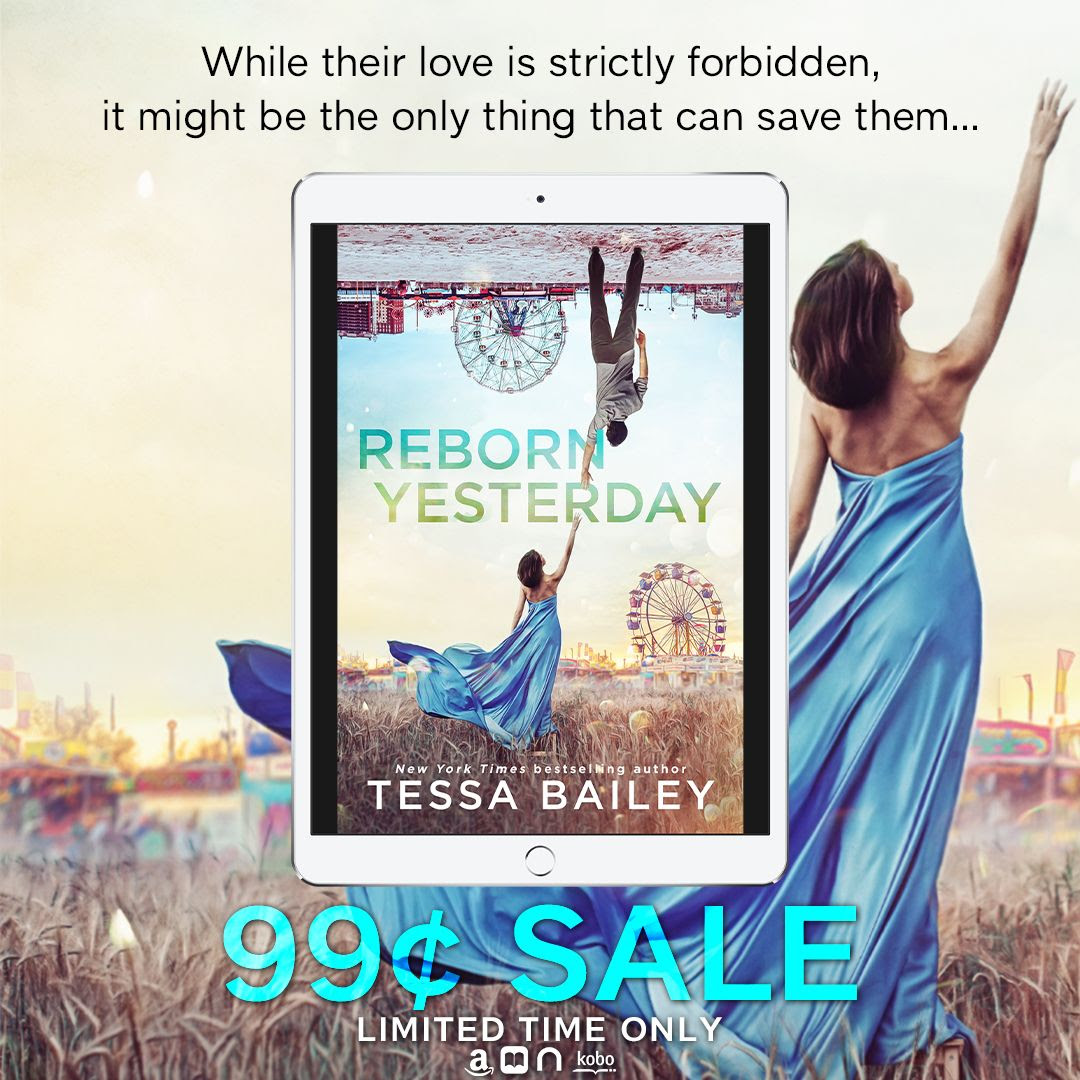 While their love is strictly forbidden,
it might be the only thing that can save them...
REBORN
YESTERDAY
New York Times bestselling author
TESSA BAILEY
99¢ SALE
LIMITED TIME ONLY
a n kobo